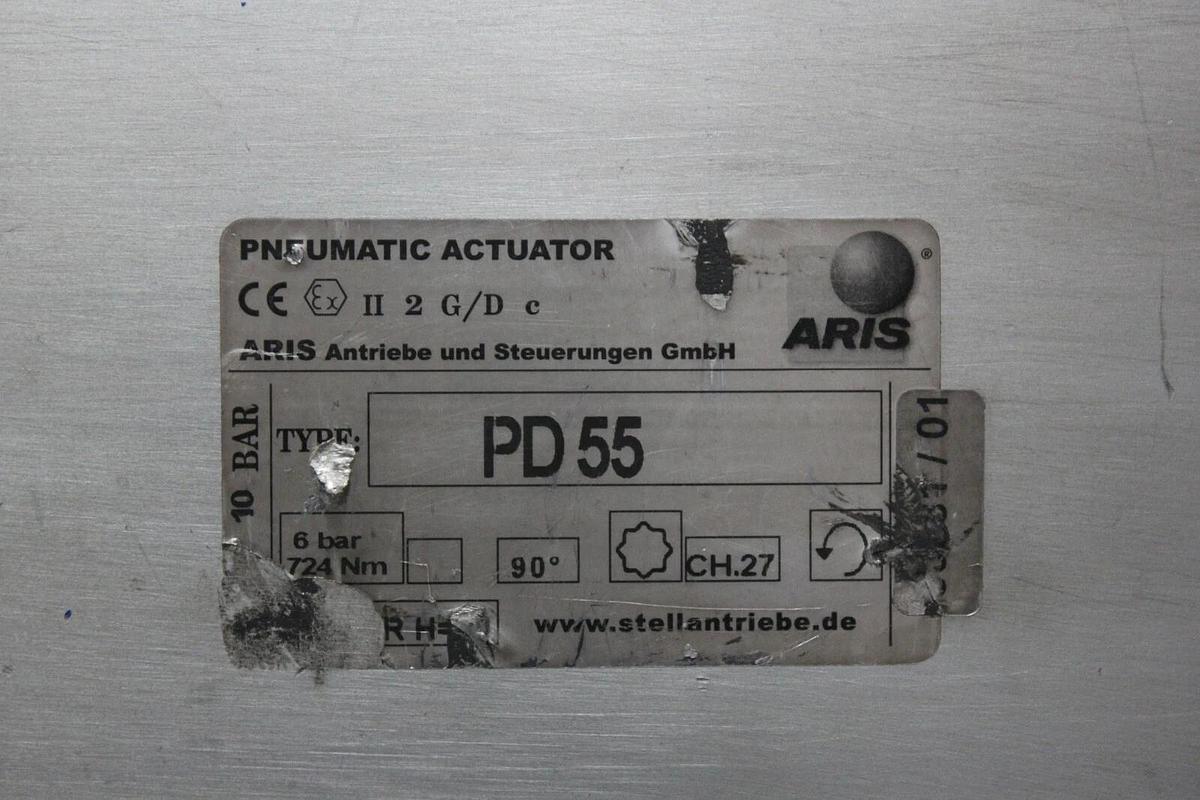 PNEUMATIC ACTUATOR
CE Ex II 2 G/D c
ARIS Antriebe und Steuerungen GmbH
ARIS ®
10 BAR
TYPE:
PD 55
/ 01
6 bar
724 Nm
90°
CH.27
R H=
www.stellantriebe.de